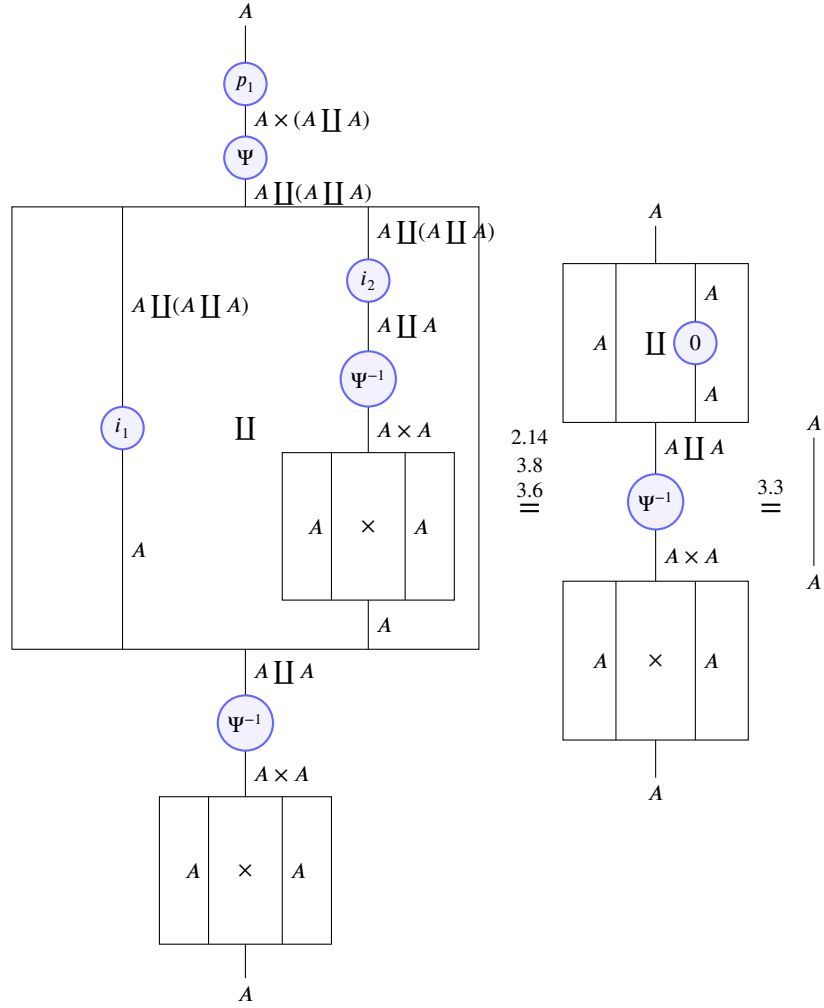 A
p₁
A × (A ∐ A)
Ψ
A ∐(A ∐ A)
A ∐(A ∐ A)
i₂
A ∐(A ∐ A)
A ∐ A
Ψ⁻¹
i₁
∐
A × A
A
A × A
A
A ∐ A
Ψ⁻¹
A × A
A × A
A
2.14
3.8
3.6
=
A
A
A ∐ 0
A
A ∐ A
Ψ⁻¹
A × A
A × A
A
3.3
=
A
A